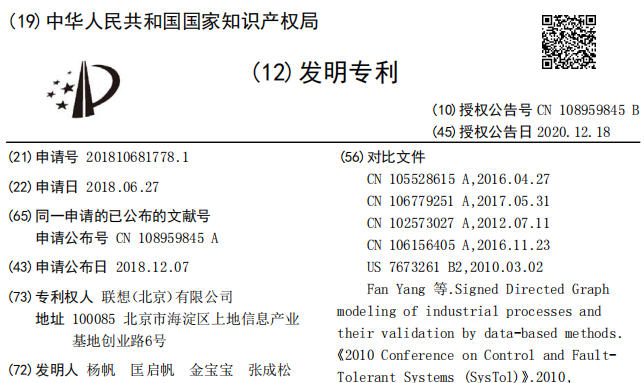 (19)中华人民共和国国家知识产权局
(12)发明专利
(10)授权公告号 CN 108959845 B
(45)授权公告日 2020.12.18
(21)申请号 201810681778.1
(22)申请日 2018.06.27
(65)同一申请的已公布的文献号
申请公布号 CN 108959845 A
(43)申请公布日 2018.12.07
(73)专利权人 联想(北京)有限公司
地址 100085 北京市海淀区上地信息产业
基地创业路6号
(72)发明人 杨帆 匡启帆 金宝宝 张成松
(56)对比文件
CN 105528615 A,2016.04.27
CN 106779251 A,2017.05.31
CN 102573027 A,2012.07.11
CN 106156405 A,2016.11.23
US 7673261 B2,2010.03.02
Fan Yang 等.Signed Directed Graph
modeling of industrial processes and
their validation by data-based methods.
《2010 Conference on Control and Fault-
Tolerant Systems (SysTol)》.2010,